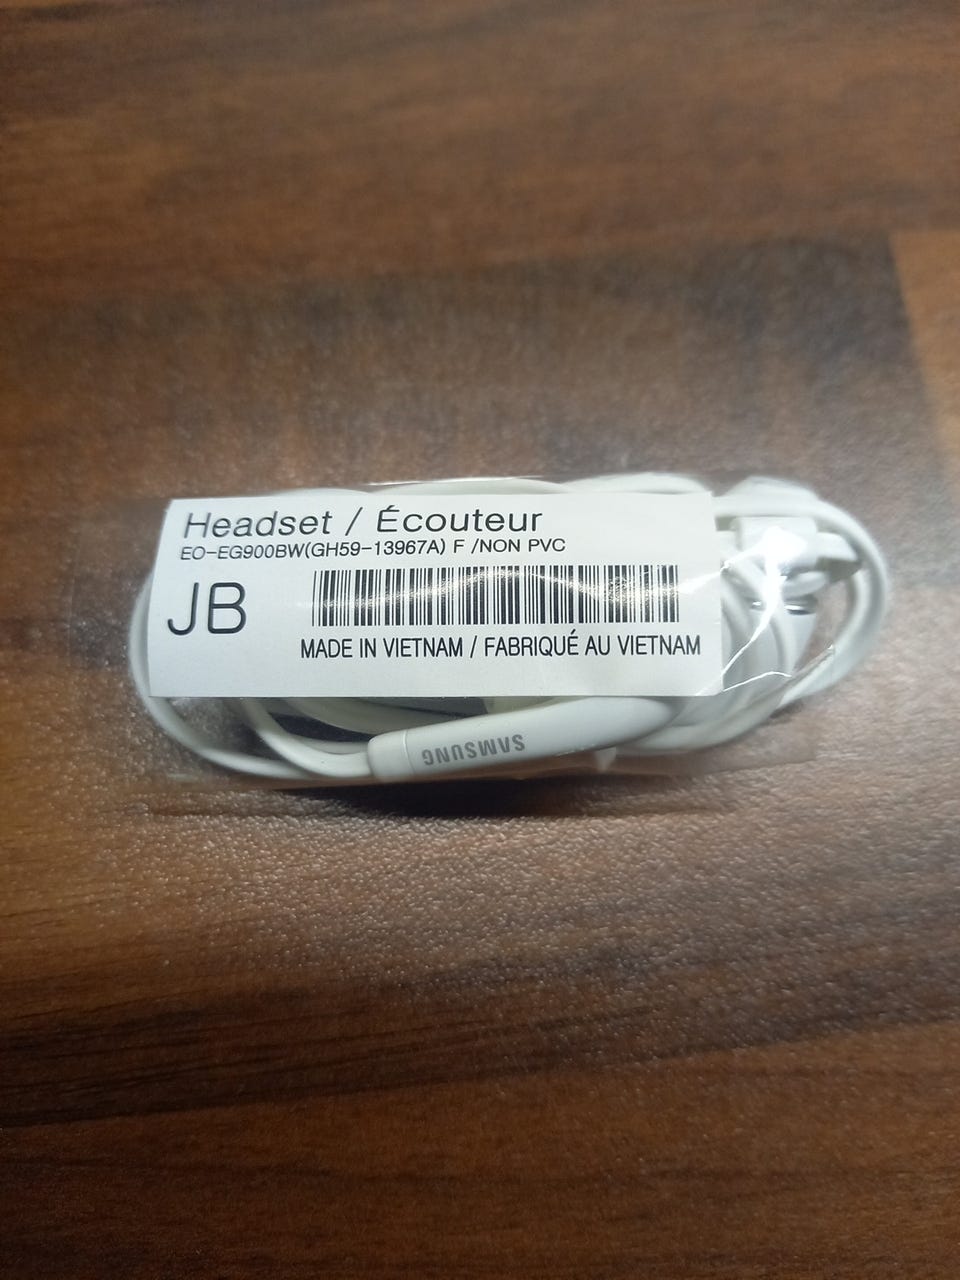 Headset / Écouteur
EO-EG900BW(GH59-13967A) F /NON PVC
JB
MADE IN VIETNAM / FABRIQUÉ AU VIETNAM
SAMSUNG